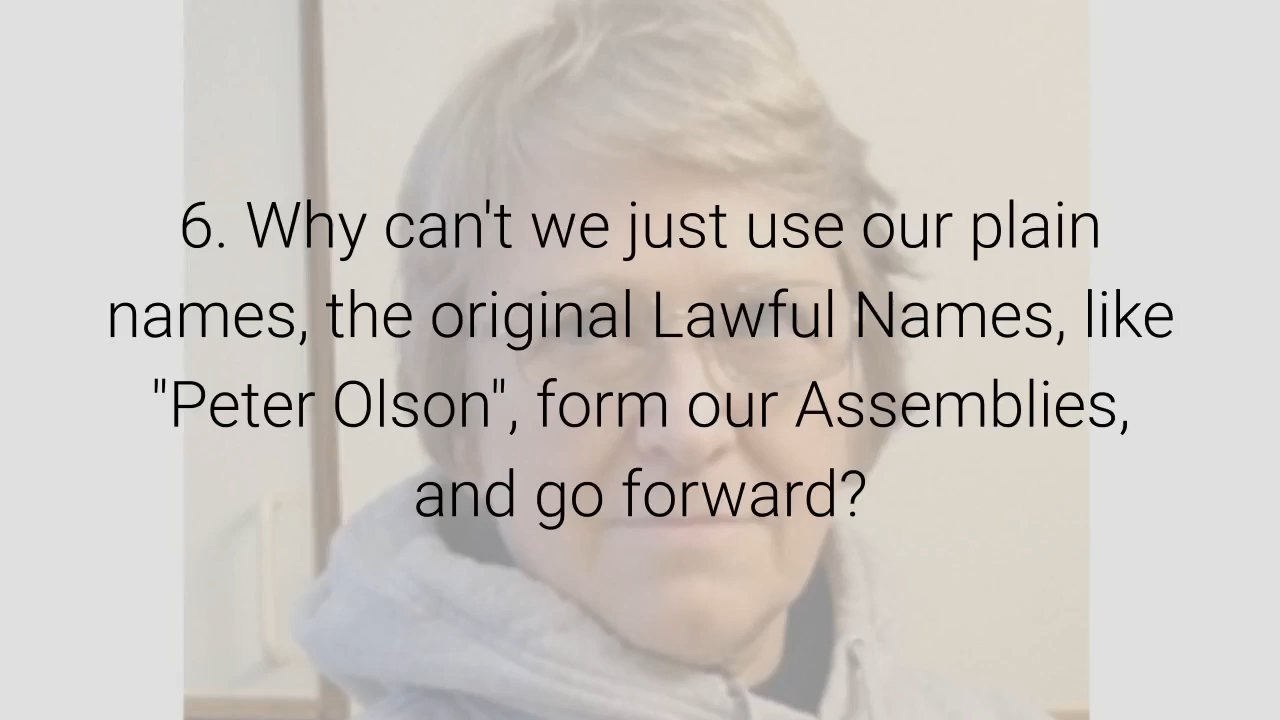 6. Why can't we just use our plain
names, the original Lawful Names, like
"Peter Olson", form our Assemblies,
and go forward?